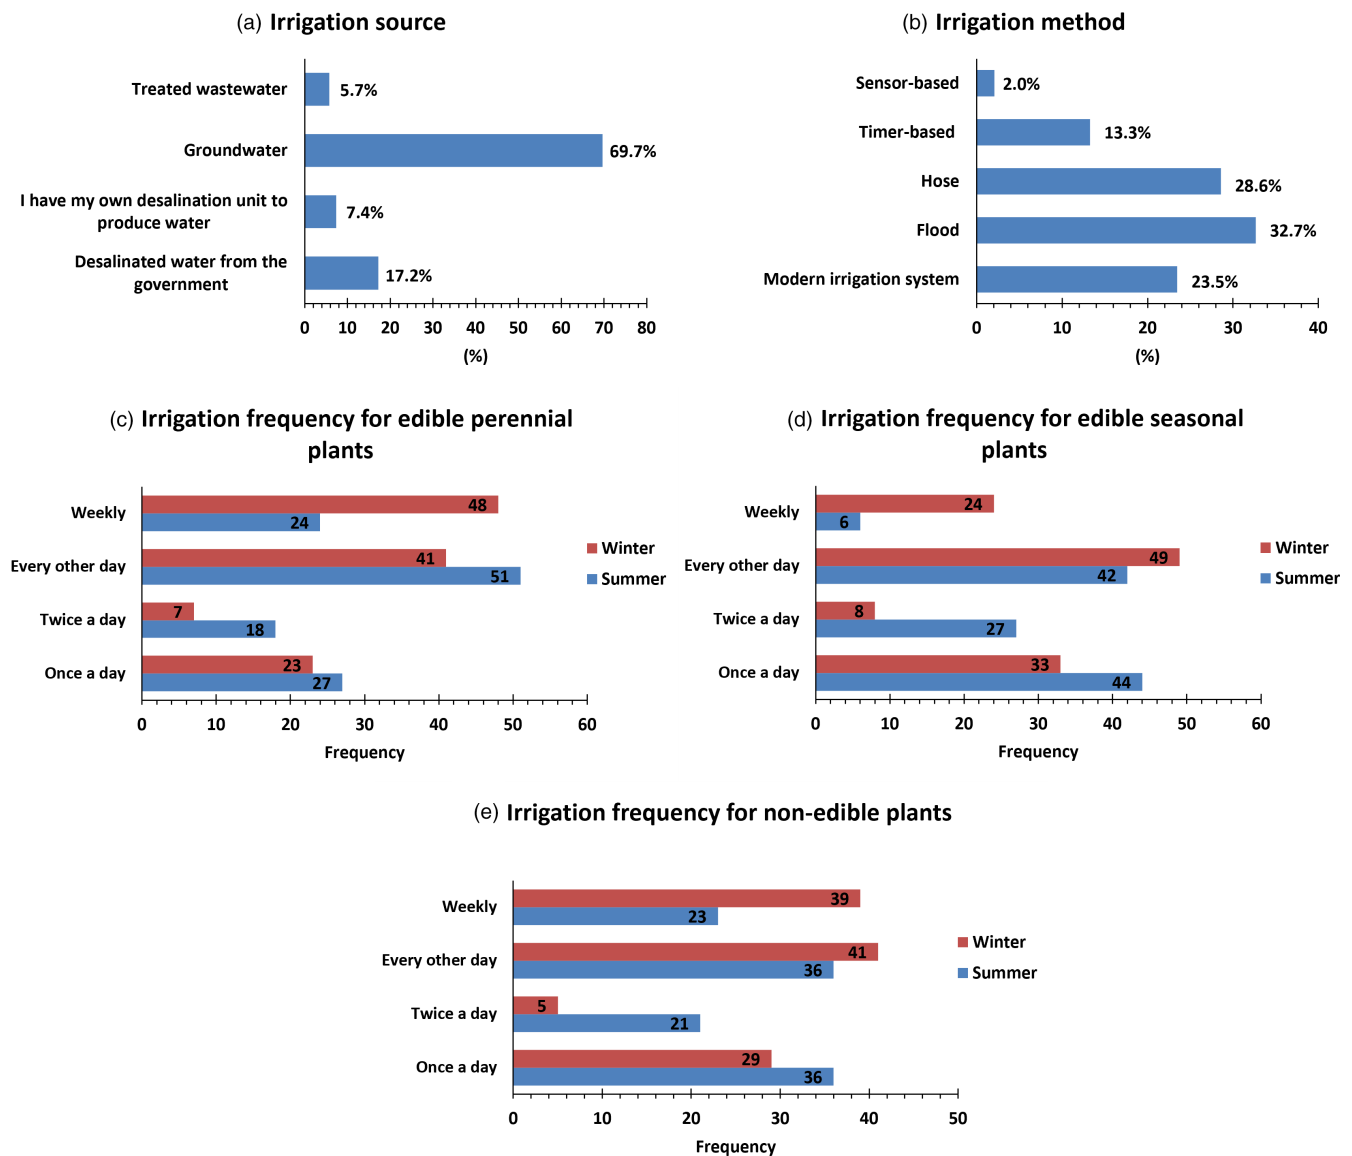 (a) Irrigation source
Treated wastewater
5.7%
Groundwater
69.7%
I have my own desalination unit to
produce water
7.4%
Desalinated water from the
government
17.2%
0 10 20 30 40 50 60 70 80
(%)
(b) Irrigation method
Sensor-based
2.0%
Timer-based
13.3%
Hose
28.6%
Flood
32.7%
Modern irrigation system
23.5%
0 10 20 30 40
(%)
(c) Irrigation frequency for edible perennial
plants
Weekly
48
24
Every other day
41
51
Twice a day
7
18
Once a day
23
27
Winter
Summer
0 10 20 30 40 50 60
Frequency
(d) Irrigation frequency for edible seasonal
plants
Weekly
24
6
Every other day
49
42
Twice a day
8
27
Once a day
33
44
Winter
Summer
0 10 20 30 40 50 60
Frequency
(e) Irrigation frequency for non-edible plants
Weekly
39
23
Every other day
41
36
Twice a day
5
21
Once a day
29
36
Winter
Summer
0 10 20 30 40 50
Frequency